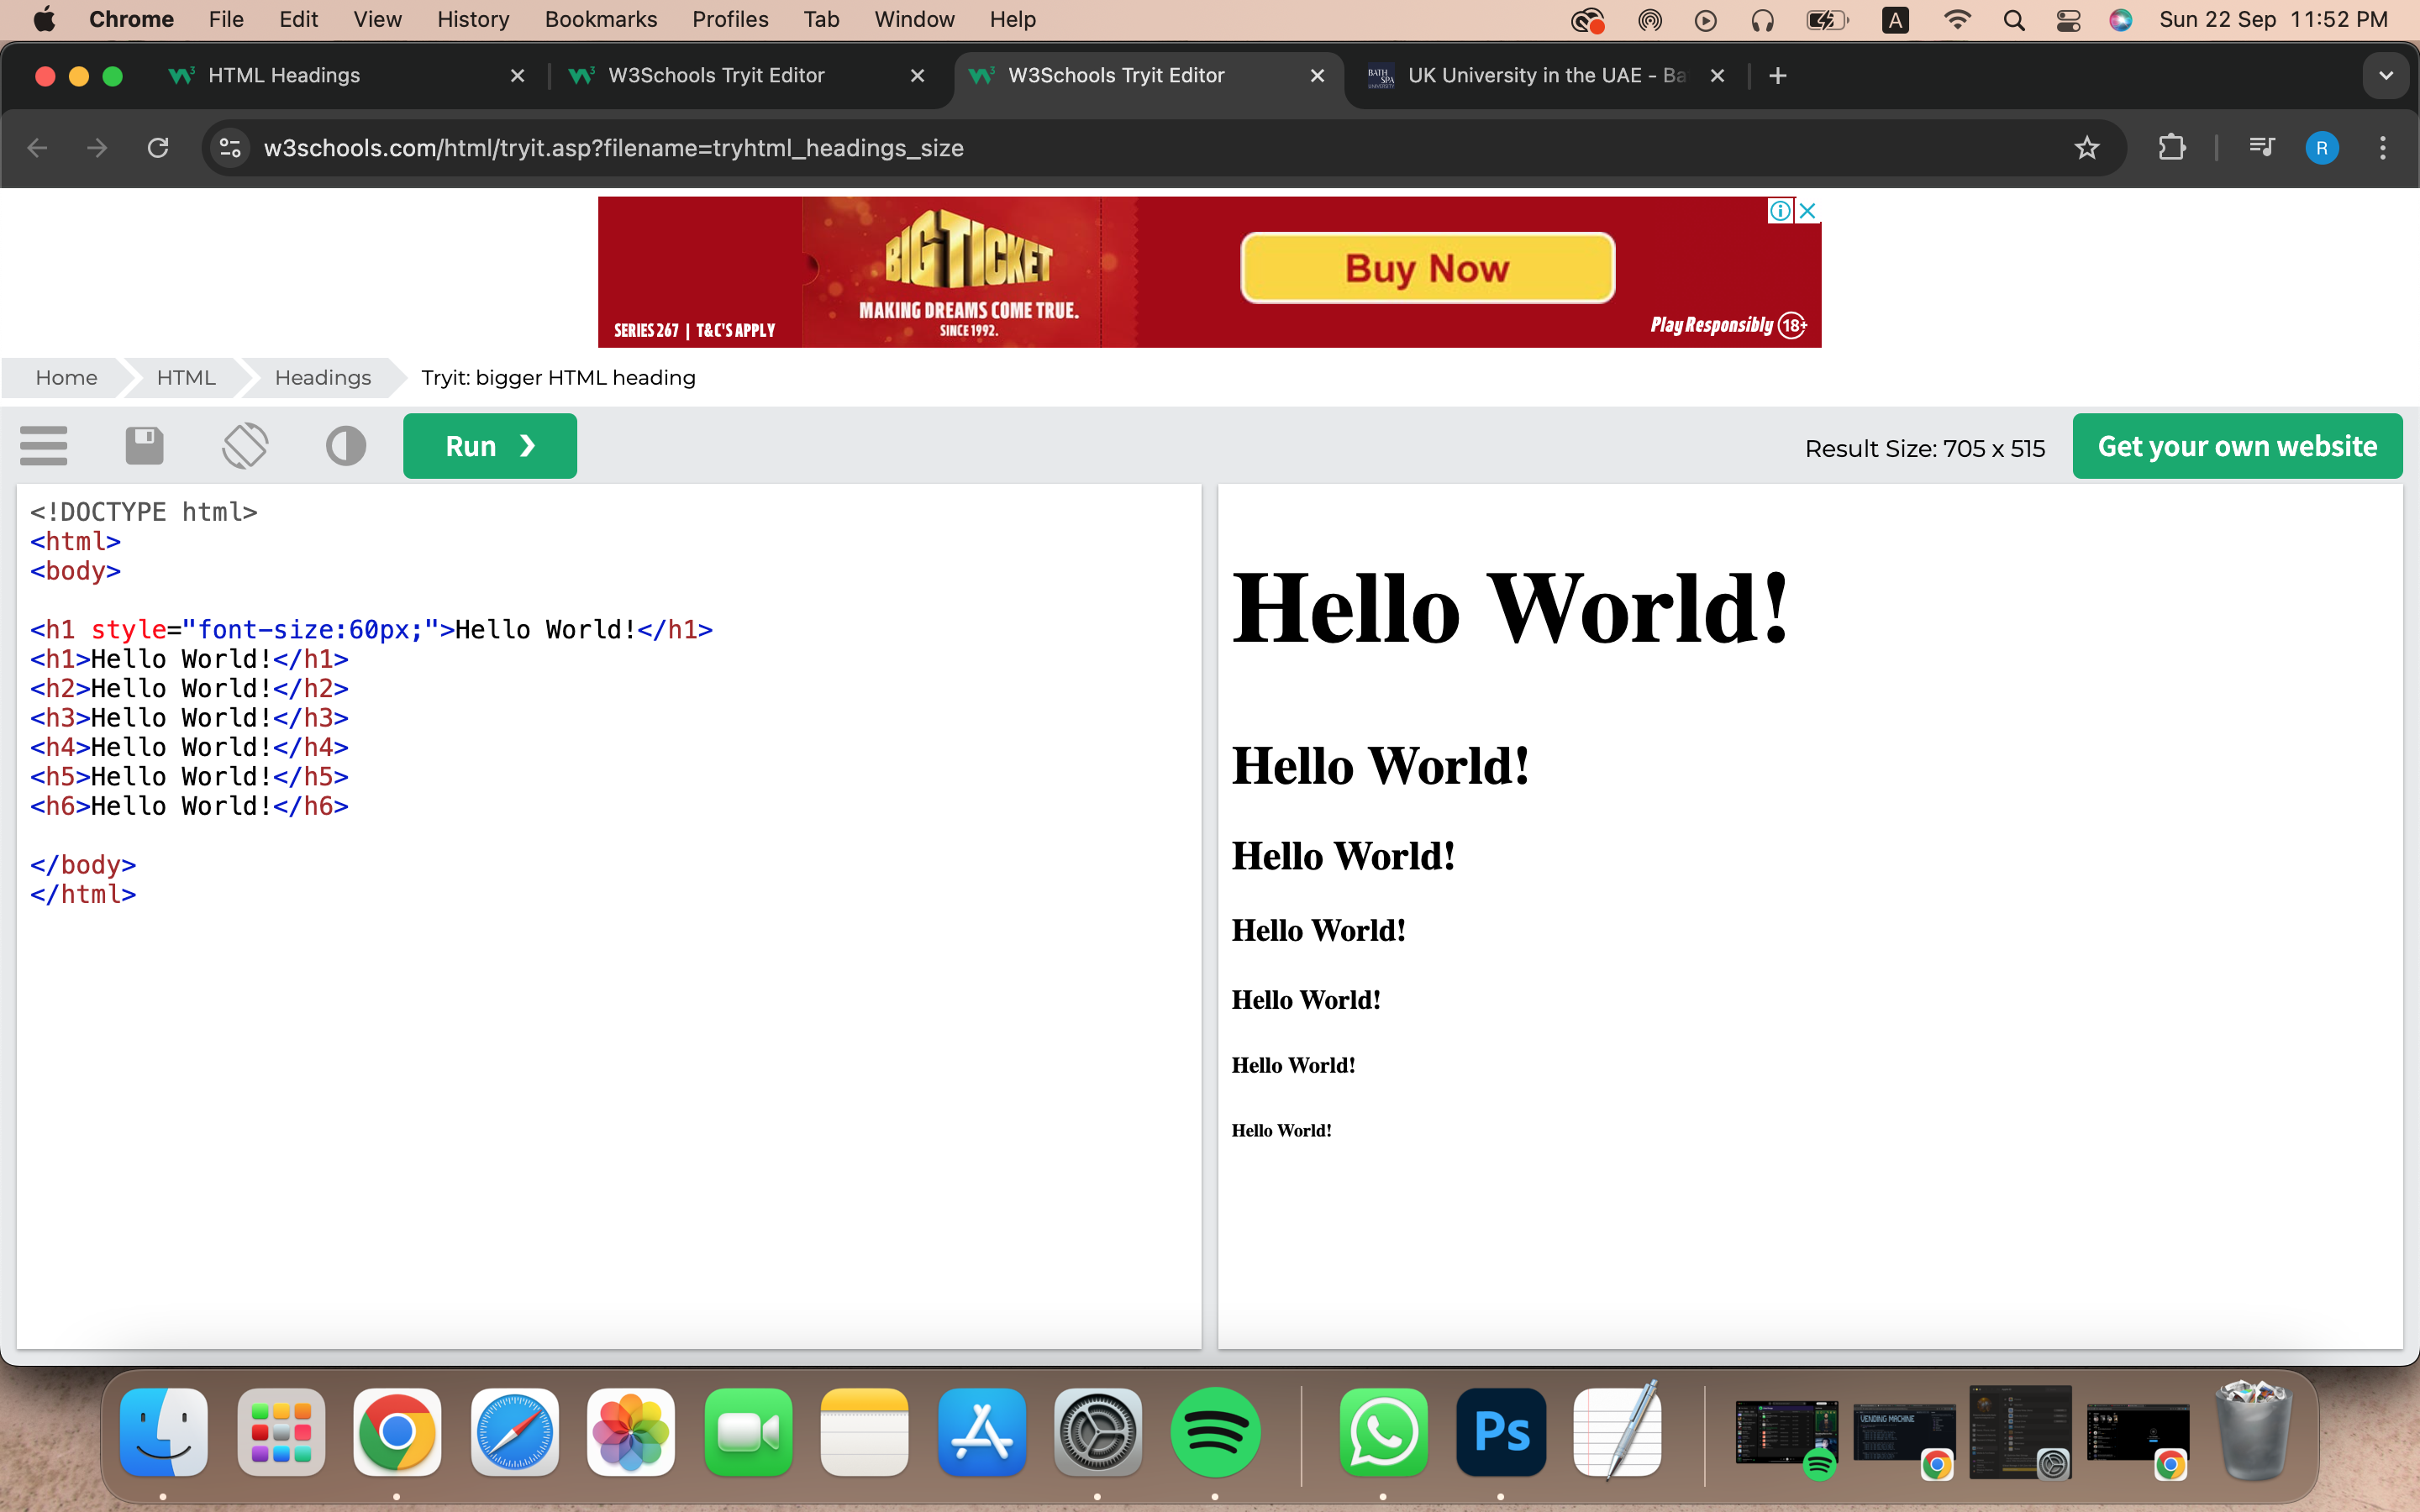 Chrome File Edit View History Bookmarks Profiles Tab Window Help A Sun 22 Sep 11:52 PM
HTML Headings W3Schools Tryit Editor W3Schools Tryit Editor BATH SPA UNIVERSITY UK University in the UAE - Ba
w3schools.com/html/tryit.asp?filename=tryhtml_headings_size R
BIG TICKET
MAKING DREAMS COME TRUE.
SINCE 1992.
SERIES 267 | T&C'S APPLY
Buy Now
Play Responsibly 18+
Home HTML Headings Tryit: bigger HTML heading
Run ❯ Result Size: 705 x 515 Get your own website
<!DOCTYPE html>
<html>
<body>
<h1 style="font-size:60px;">Hello World!</h1>
<h1>Hello World!</h1>
<h2>Hello World!</h2>
<h3>Hello World!</h3>
<h4>Hello World!</h4>
<h5>Hello World!</h5>
<h6>Hello World!</h6>
</body>
</html>
Hello World!
Hello World!
Hello World!
Hello World!
Hello World!
Hello World!
Hello World!
Ps
VENDING MACHINE